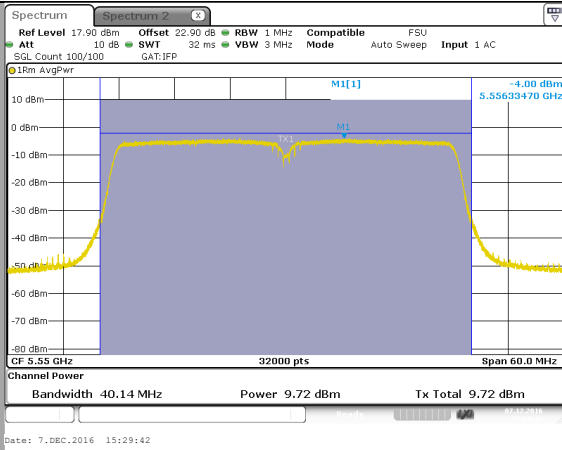 Spectrum Spectrum 2 X
Ref Level 17.90 dBm Offset 22.90 dB RBW 1 MHz Compatible FSU
Att 10 dB SWT 32 ms VBW 3 MHz Mode Auto Sweep Input 1 AC
SGL Count 100/100 GAT:IFP
1Rm AvgPwr
M1[1] -4.00 dBm
5.55633470 GHz
10 dBm
0 dBm
M1
TX1
-10 dBm
-20 dBm
-30 dBm
-40 dBm
-50 dBm
-60 dBm
-70 dBm
-80 dBm
CF 5.55 GHz 32000 pts Span 60.0 MHz
Channel Power
Bandwidth 40.14 MHz Power 9.72 dBm Tx Total 9.72 dBm
Ready 07.12.2016
Date: 7.DEC.2016 15:29:42